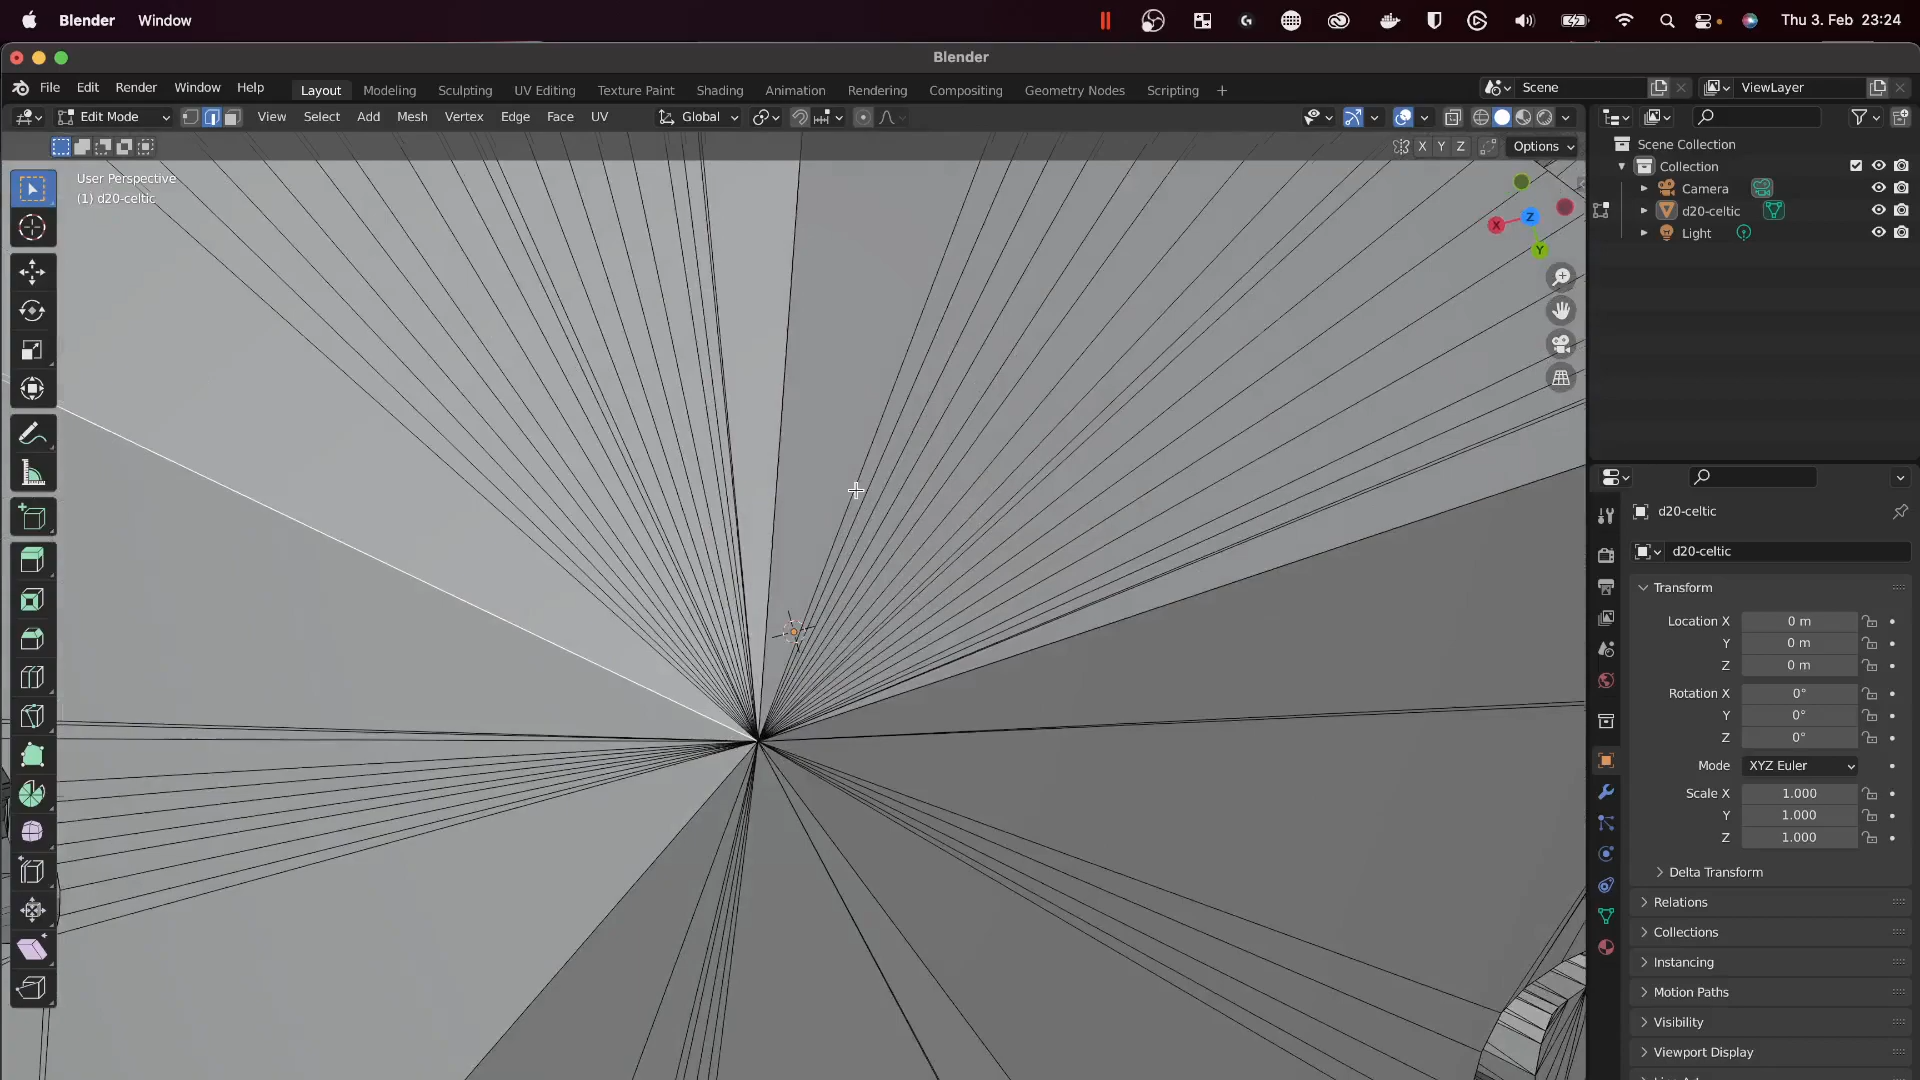 Blender Window Thu 3. Feb 23:24
Blender
File Edit Render Window Help Layout Modeling Sculpting UV Editing Texture Paint Shading Animation Rendering Compositing Geometry Nodes Scripting + Scene ViewLayer
Edit Mode View Select Add Mesh Vertex Edge Face UV Global
X Y Z Options
User Perspective
(1) d20-celtic
X
Z
Y
Scene Collection
Collection
Camera
d20-celtic
Light
d20-celtic
d20-celtic
Transform
Location X 0 m
Y 0 m
Z 0 m
Rotation X 0°
Y 0°
Z 0°
Mode XYZ Euler
Scale X 1.000
Y 1.000
Z 1.000
Delta Transform
Relations
Collections
Instancing
Motion Paths
Visibility
Viewport Display